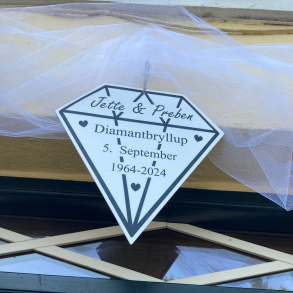 Jette & Preben
Diamantbryllup
5. September
1964-2024